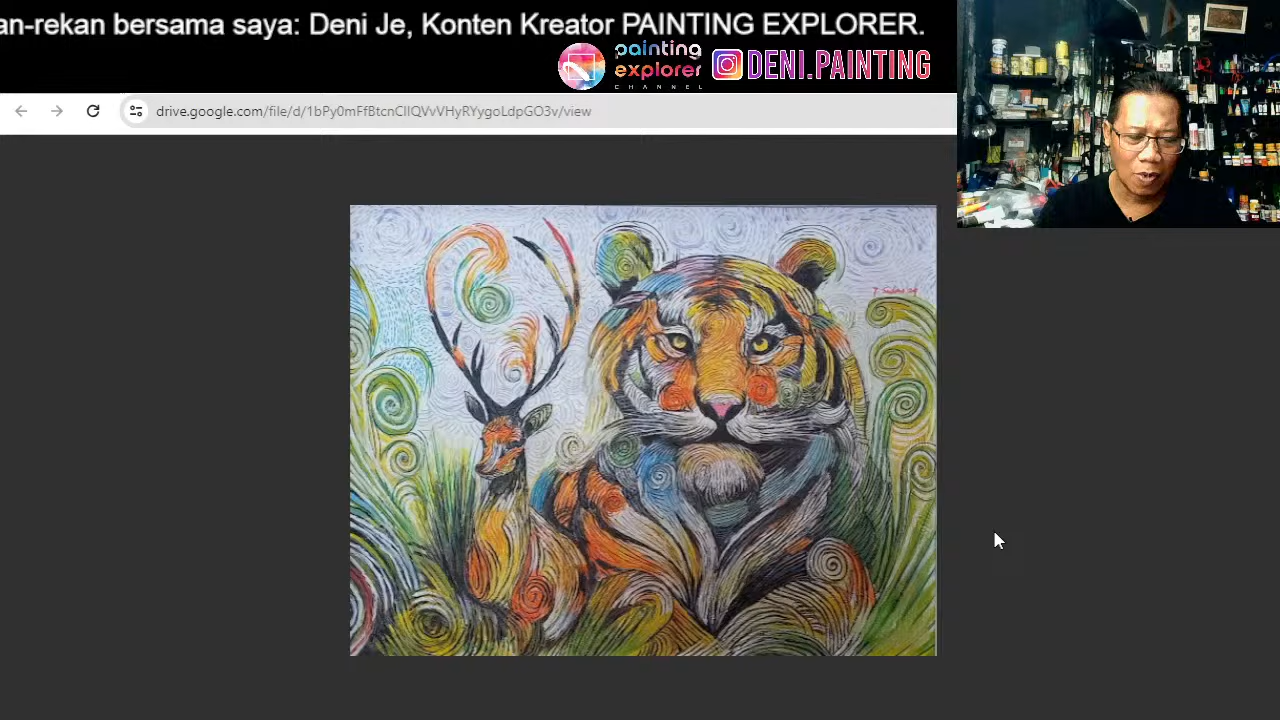 an-rekan bersama saya: Deni Je, Konten Kreator PAINTING EXPLORER.
painting
explorer
CHANNEL
DENI.PAINTING
drive.google.com/file/d/1bPy0mFfBtcnCIlQVvVHyRYygoLdpGO3v/view